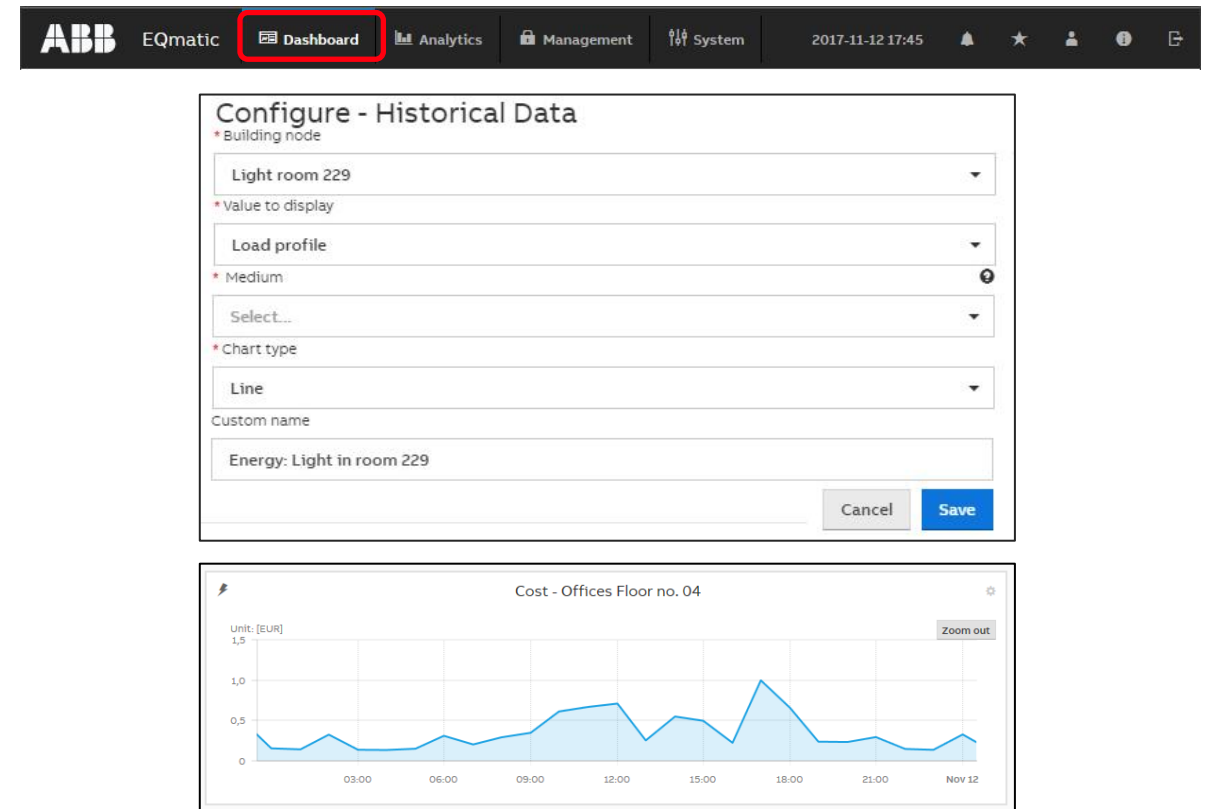 ABB EQmatic Dashboard Analytics Management System 2017-11-12 17:45
Configure - Historical Data
* Building node
Light room 229
* Value to display
Load profile
* Medium
Select...
* Chart type
Line
Custom name
Energy: Light in room 229
Cancel Save
Cost - Offices Floor no. 04
Unit: [EUR]
Zoom out
1,5
1,0
0,5
0
03:00 06:00 09:00 12:00 15:00 18:00 21:00 Nov 12